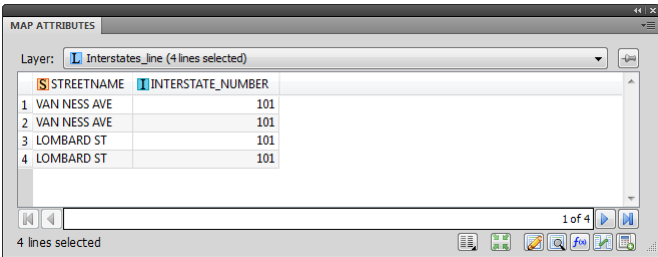 MAP ATTRIBUTES
Layer: L Interstates_line (4 lines selected)
S STREETNAME I INTERSTATE_NUMBER
1 VAN NESS AVE 101
2 VAN NESS AVE 101
3 LOMBARD ST 101
4 LOMBARD ST 101
1 of 4
4 lines selected f(x)